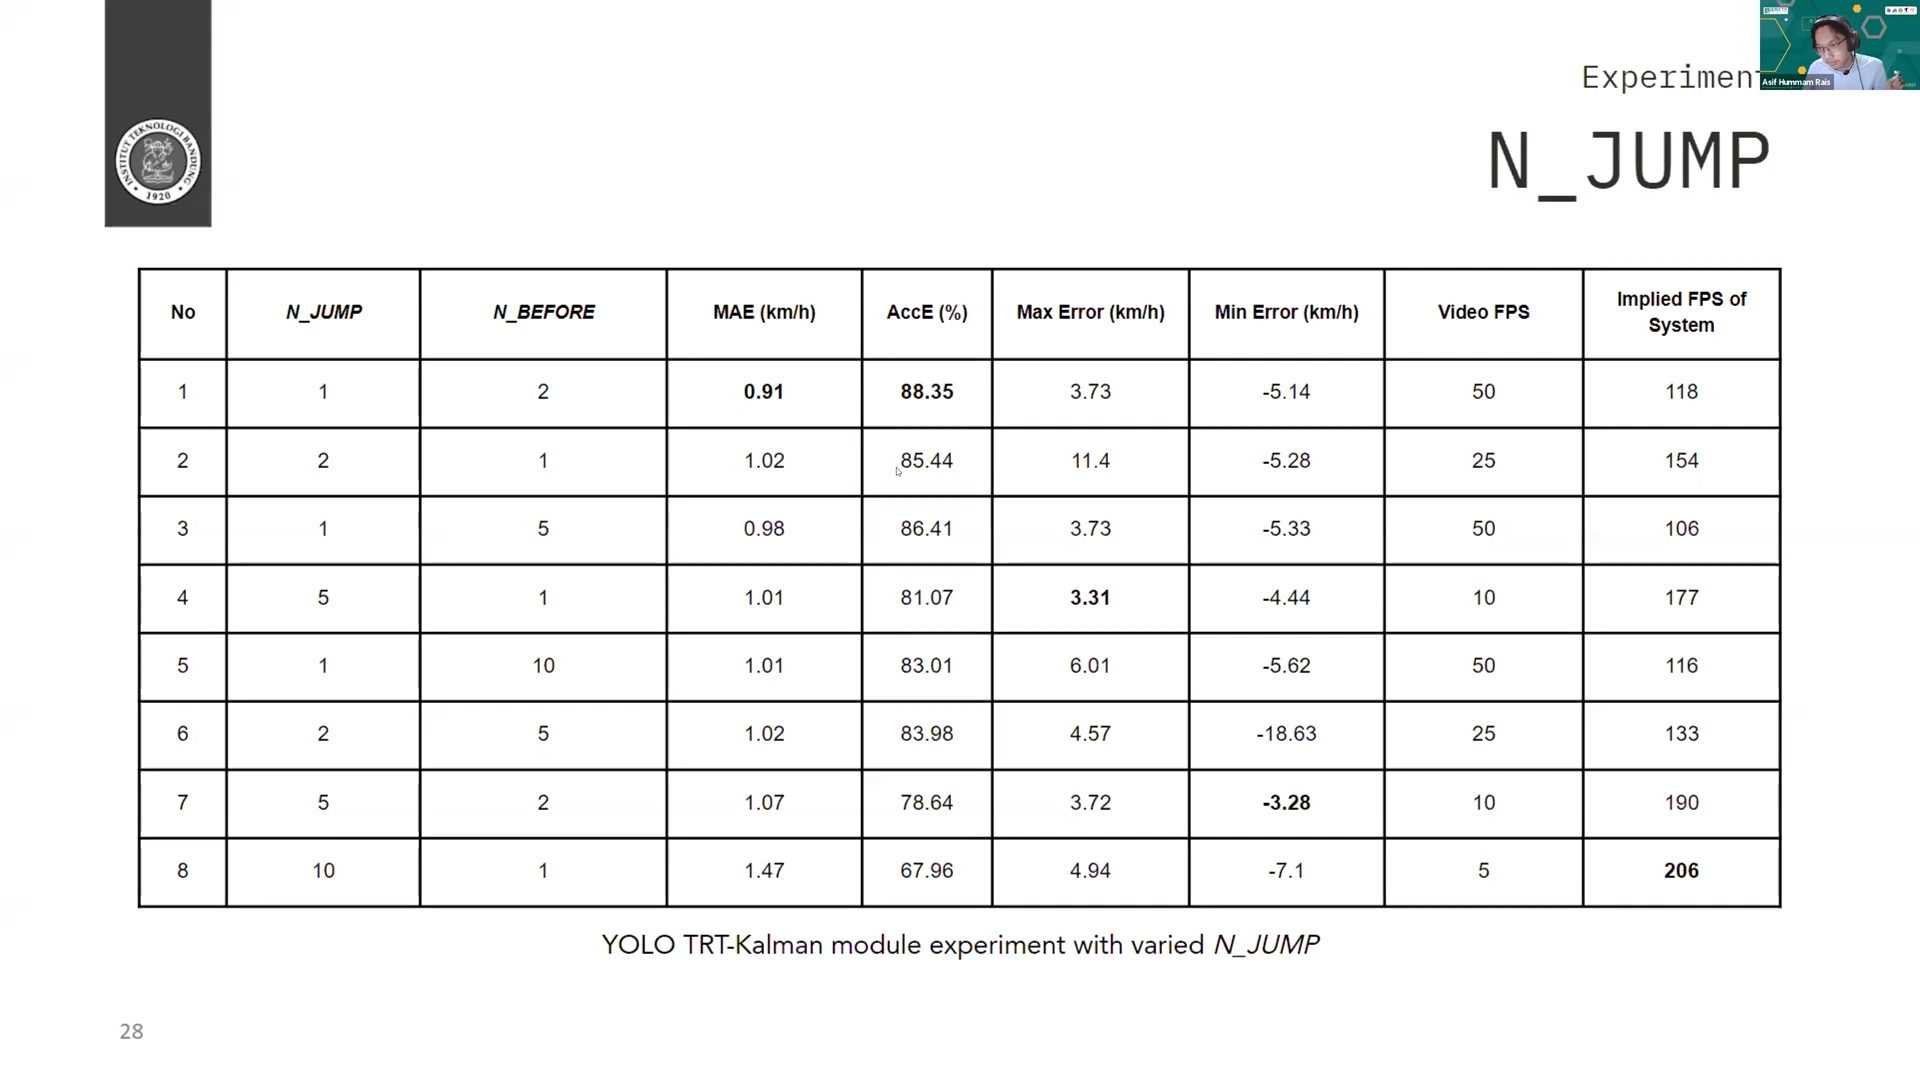 Asif Hummam Rais
Experimen
N_JUMP
INSTITUT TEKNOLOGI BANDUNG
1920
No N_JUMP N_BEFORE MAE (km/h) AccE (%) Max Error (km/h) Min Error (km/h) Video FPS Implied FPS of
System
1 1 2 0.91 88.35 3.73 -5.14 50 118
2 2 1 1.02 85.44 11.4 -5.28 25 154
3 1 5 0.98 86.41 3.73 -5.33 50 106
4 5 1 1.01 81.07 3.31 -4.44 10 177
5 1 10 1.01 83.01 6.01 -5.62 50 116
6 2 5 1.02 83.98 4.57 -18.63 25 133
7 5 2 1.07 78.64 3.72 -3.28 10 190
8 10 1 1.47 67.96 4.94 -7.1 5 206
YOLO TRT-Kalman module experiment with varied N_JUMP
28